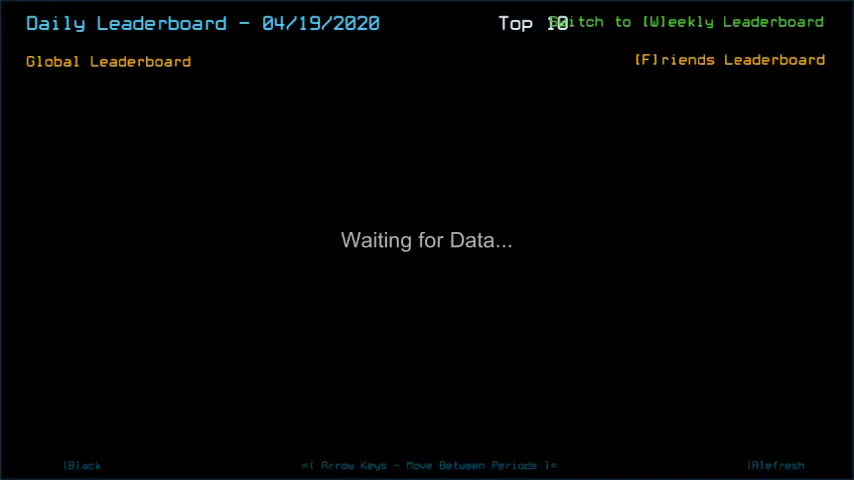 Daily Leaderboard - 04/19/2020 Top 10 Switch to [W]eekly Leaderboard
Global Leaderboard [F]riends Leaderboard
Waiting for Data...
[B]ack =[ Arrow Keys - Move Between Periods ]= [R]efresh